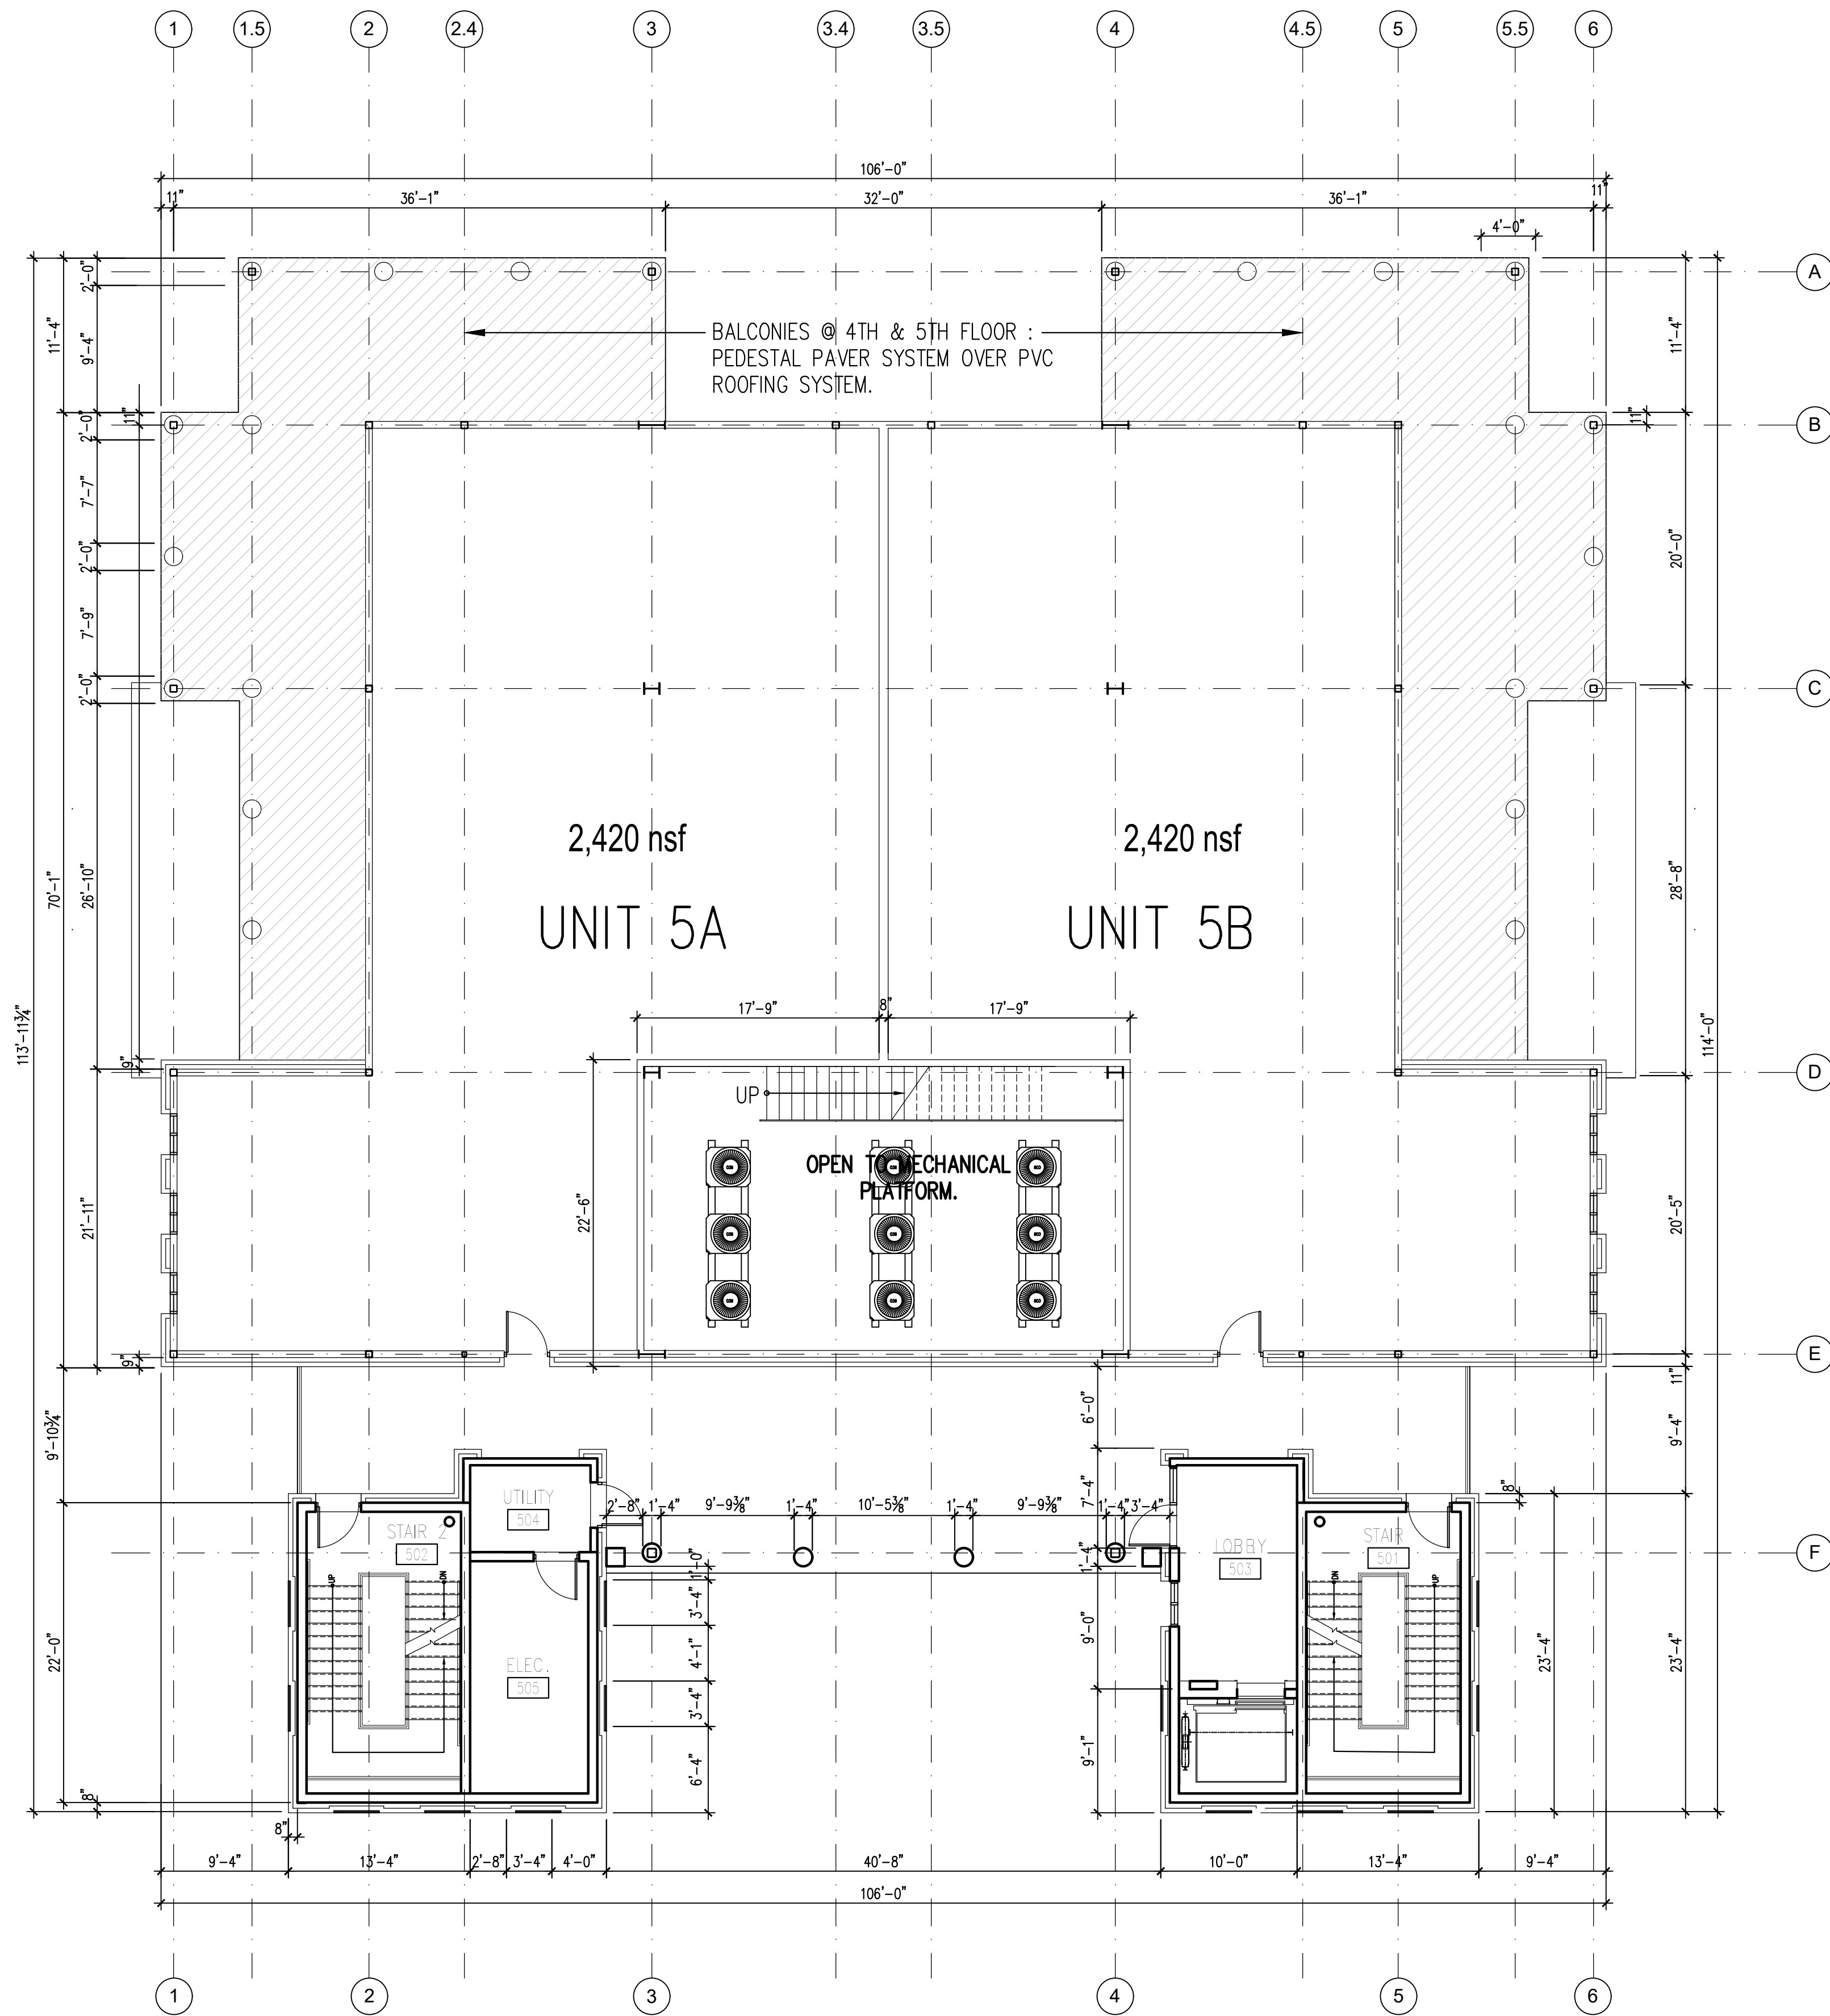 1 1.5 2 2.4 3 3.4 3.5 4 4.5 5 5.5 6
106'-0"
11" 36'-1" 32'-0" 36'-1" 11"
4'-0"
A
2'-0"
11'-4"
9'-4"
11'-4"
BALCONIES @ 4TH & 5TH FLOOR :
PEDESTAL PAVER SYSTEM OVER PVC
ROOFING SYSTEM.
11"
2'-0"
11"
B
7'-7"
2'-0"
20'-0"
7'-9"
2'-0"
C
2,420 nsf 2,420 nsf
70'-1"
26'-10"
28'-8"
UNIT 5A UNIT 5B
113'-11¾"
114'-0"
17'-9" 8" 17'-9"
9"
D
UP
OPEN TO MECHANICAL
PLATFORM.
21'-11"
22'-6"
20'-5"
9"
E
11"
6'-0"
9'-10¾"
9'-4"
8"
7'-4"
UTILITY
504
2'-8" 1'-4" 9'-9⅜" 1'-4" 10'-5⅜" 1'-4" 9'-9⅜" 1'-4" 3'-4"
STAIR 2
502
LOBBY
503
STAIR
501
F
1'-0"
1'-4"
UP DN
DN UP
3'-4"
9'-0"
4'-1"
22'-0"
23'-4"
23'-4"
ELEC.
505
3'-4"
9'-1"
6'-4"
8"
8"
9'-4" 13'-4" 2'-8" 3'-4" 4'-0" 40'-8" 10'-0" 13'-4" 9'-4"
106'-0"
1 2 3 4 5 6